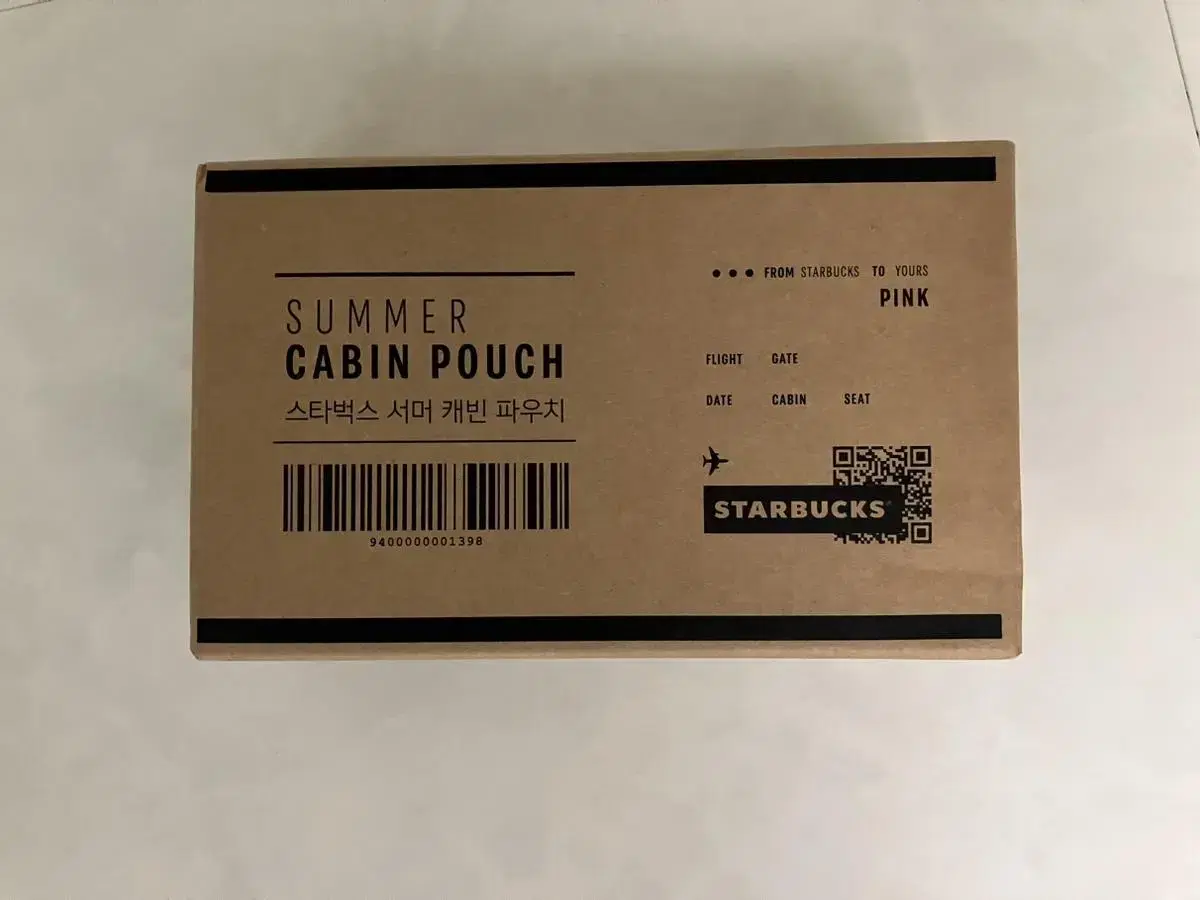 SUMMER
CABIN POUCH
스타벅스 서머 캐빈 파우치
9400000001398
FROM STARBUCKS TO YOURS
PINK
FLIGHT GATE
DATE CABIN SEAT
STARBUCKS